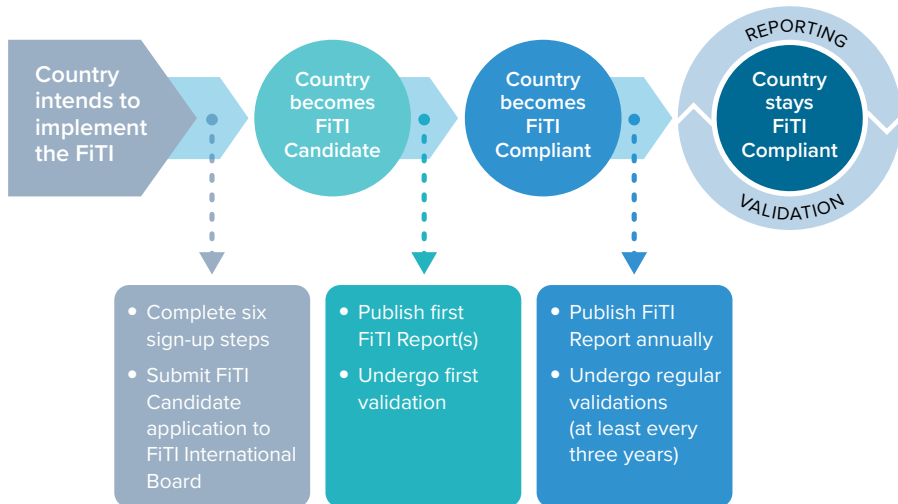 Country
intends to
implement
the FiTI
Country
becomes
FiTI
Candidate
Country
becomes
FiTI
Compliant
REPORTING
Country
stays
FiTI
Compliant
VALIDATION
• Complete six
sign-up steps
• Submit FiTI
Candidate
application to
FiTI International
Board
• Publish first
FiTI Report(s)
• Undergo first
validation
• Publish FiTI
Report annually
• Undergo regular
validations
(at least every
three years)